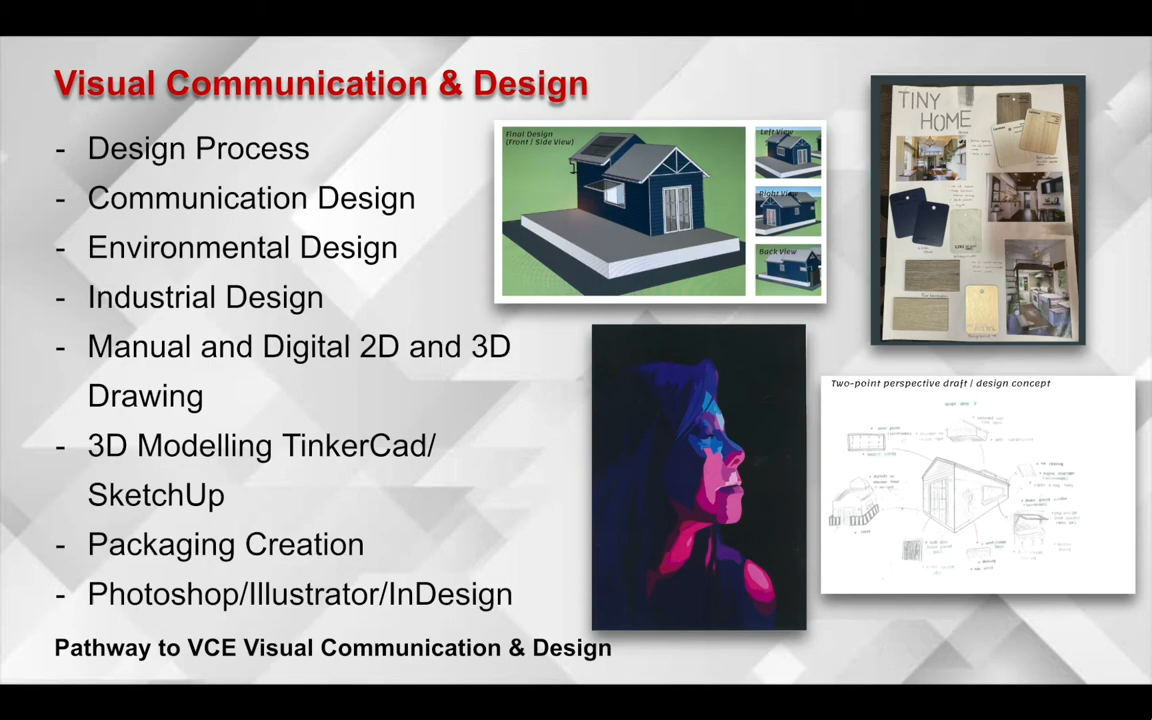 Visual Communication & Design
- Design Process
- Communication Design
- Environmental Design
- Industrial Design
- Manual and Digital 2D and 3D
Drawing
- 3D Modelling TinkerCad/
SketchUp
- Packaging Creation
- Photoshop/Illustrator/InDesign
Pathway to VCE Visual Communication & Design
Final Design
(Front / Side View)
Left View
Right View
Back View
TINY
HOME
Two-point perspective draft / design concept